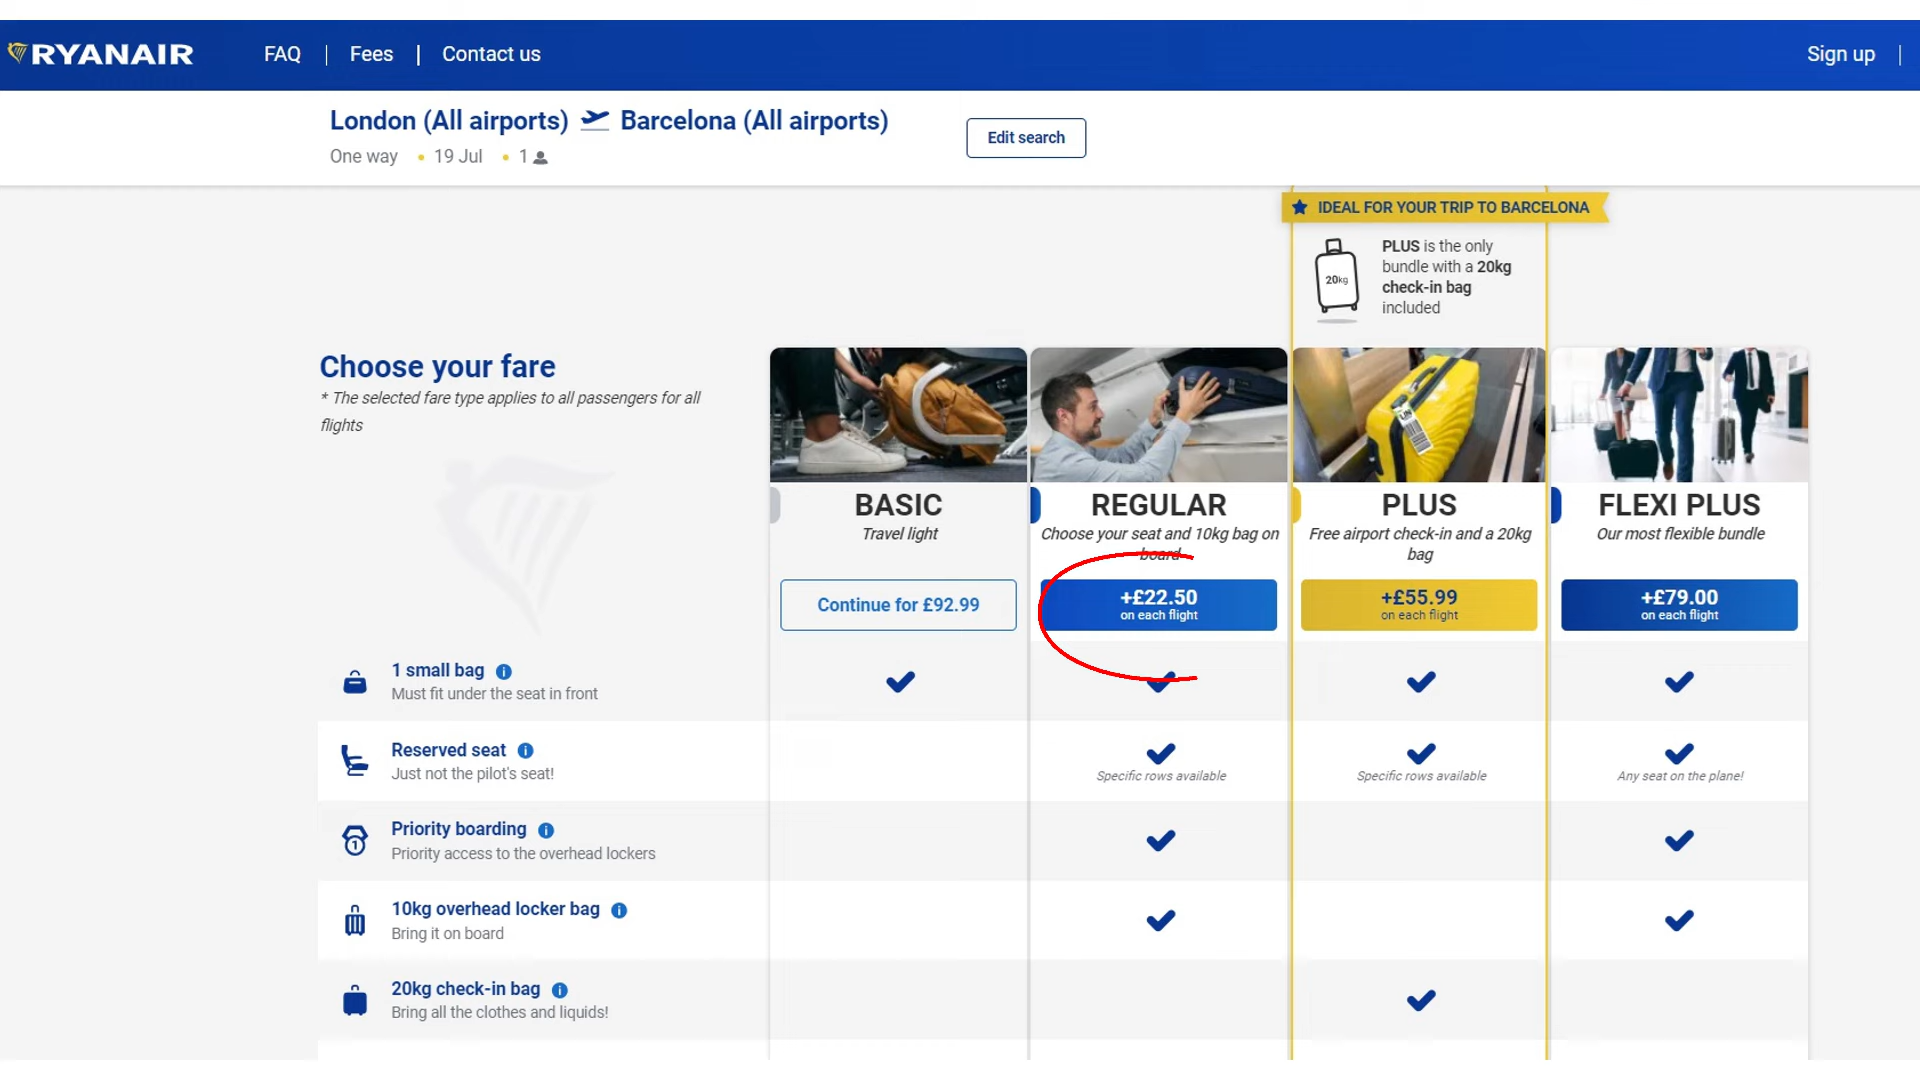 RYANAIR
FAQ
Fees
Contact us
Sign up
London (All airports)
Barcelona (All airports)
One way
19 Jul
1
Edit search
IDEAL FOR YOUR TRIP TO BARCELONA
20kg
PLUS is the only
bundle with a 20kg
check-in bag
included
Choose your fare
* The selected fare type applies to all passengers for all
flights
BASIC
Travel light
Continue for £92.99
REGULAR
Choose your seat and 10kg bag on
board
+£22.50
on each flight
PLUS
Free airport check-in and a 20kg
bag
+£55.99
on each flight
FLEXI PLUS
Our most flexible bundle
+£79.00
on each flight
1 small bag
Must fit under the seat in front
Reserved seat
Just not the pilot's seat!
Specific rows available
Specific rows available
Any seat on the plane!
Priority boarding
Priority access to the overhead lockers
10kg overhead locker bag
Bring it on board
20kg check-in bag
Bring all the clothes and liquids!